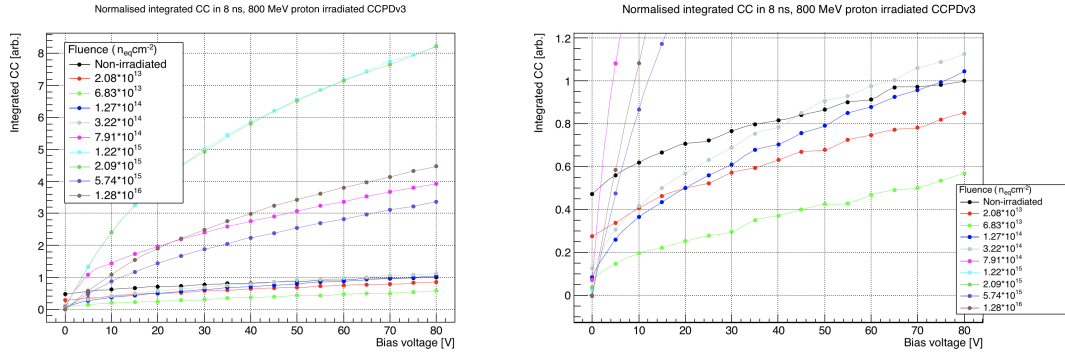 Normalised integrated CC in 8 ns, 800 MeV proton irradiated CCPDv3
Integrated CC [arb.]
8
7
6
5
4
3
2
1
0
Fluence ( n_eq cm^-2)
Non-irradiated
2.08*10^13
6.83*10^13
1.27*10^14
3.22*10^14
7.91*10^14
1.22*10^15
2.09*10^15
5.74*10^15
1.28*10^16
0 10 20 30 40 50 60 70 80
Bias voltage [V]
Normalised integrated CC in 8 ns, 800 MeV proton irradiated CCPDv3
Integrated CC [arb.]
1.2
1
0.8
0.6
0.4
0.2
0
Fluence ( n_eq cm^-2)
Non-irradiated
2.08*10^13
6.83*10^13
1.27*10^14
3.22*10^14
7.91*10^14
1.22*10^15
2.09*10^15
5.74*10^15
1.28*10^16
0 10 20 30 40 50 60 70 80
Bias voltage [V]